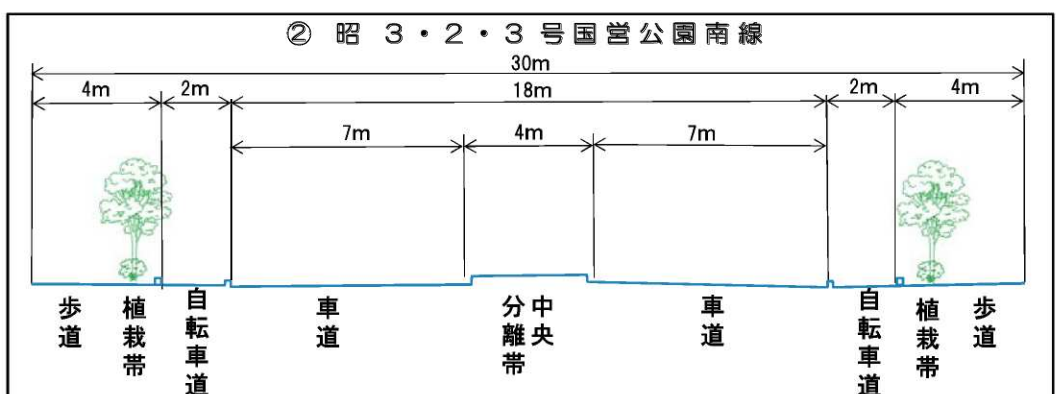 ② 昭 3・2・3 号国営公園南線
30m
4m 2m 18m 2m 4m
7m 4m 7m
歩道 植栽帯 自転車道 車道 中央分離帯 車道 自転車道 植栽帯 歩道